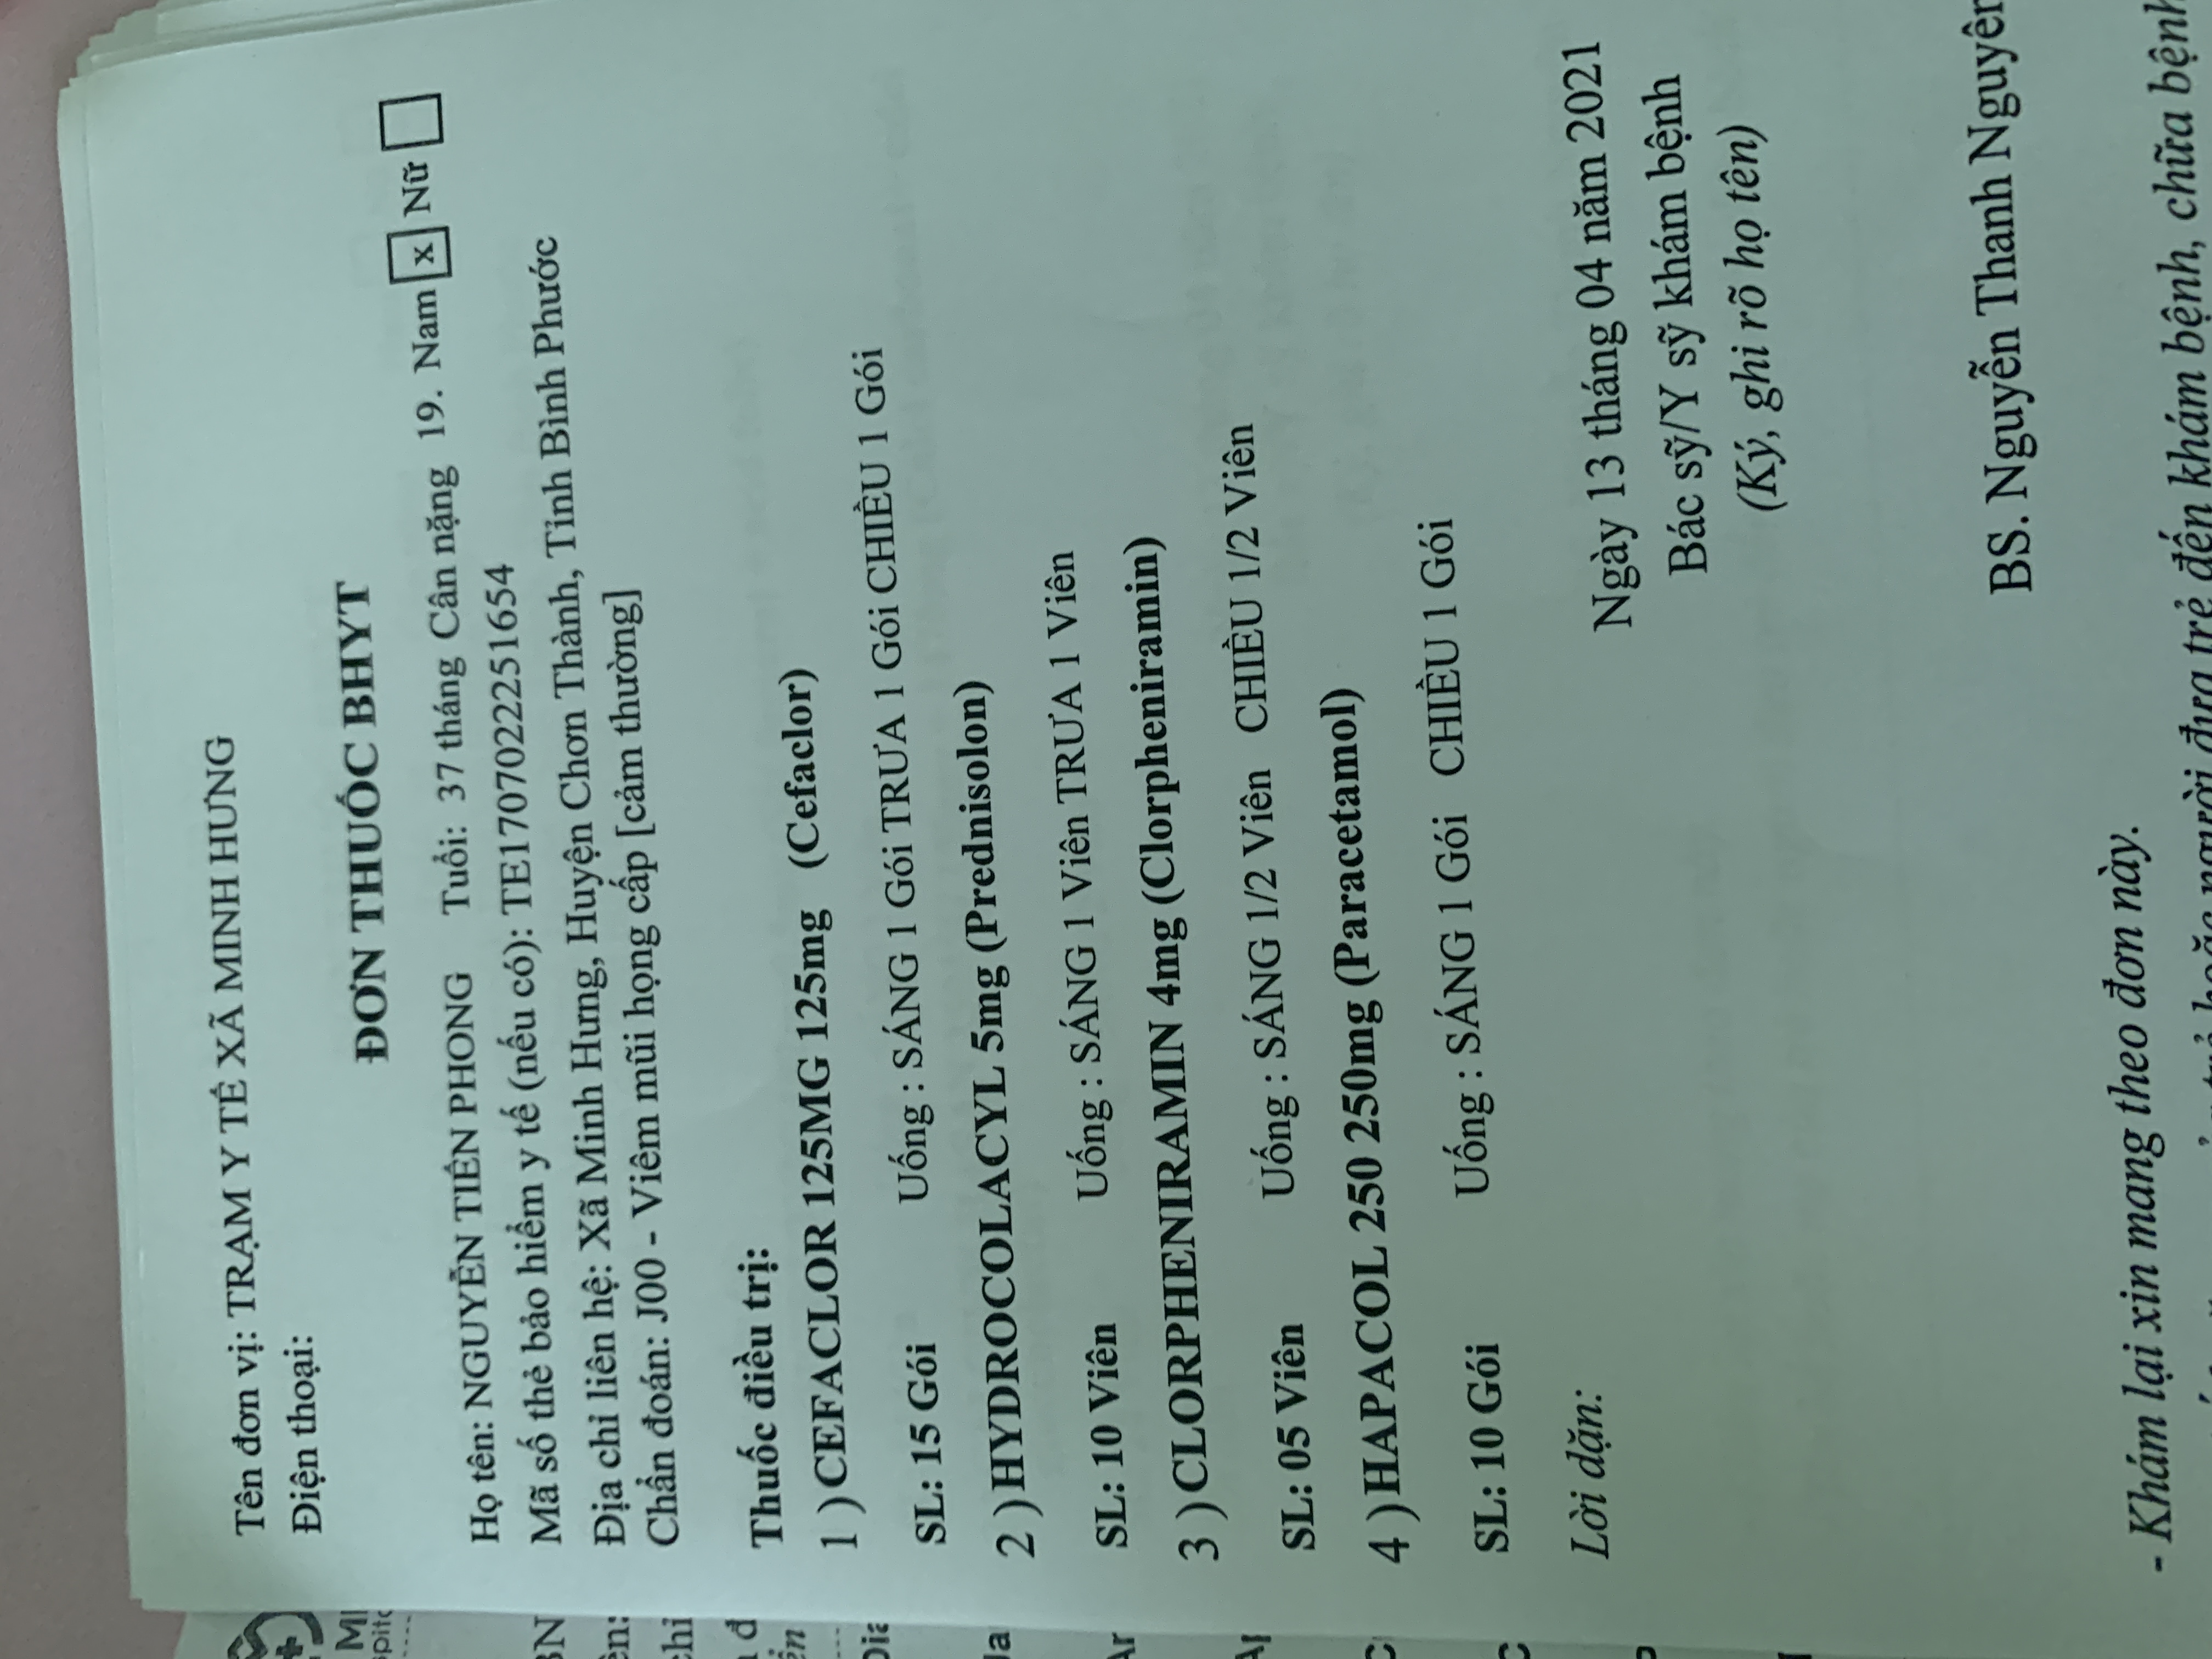 Tên đơn vị: TRẠM Y TẾ XÃ MINH HƯNG
Điện thoại:
ĐƠN THUỐC BHYT
Họ tên: NGUYỄN TIẾN PHONG Tuổi: 37 tháng Cân nặng 19. Nam x Nữ
Mã số thẻ bảo hiểm y tế (nếu có): TE1707022251654
Địa chỉ liên hệ: Xã Minh Hưng, Huyện Chơn Thành, Tỉnh Bình Phước
Chẩn đoán: J00 - Viêm mũi họng cấp [cảm thường]
Thuốc điều trị:
1 ) CEFACLOR 125MG 125mg (Cefaclor)
SL: 15 Gói Uống : SÁNG 1 Gói TRƯA 1 Gói CHIỀU 1 Gói
2 ) HYDROCOLACYL 5mg (Prednisolon)
SL: 10 Viên Uống : SÁNG 1 Viên TRƯA 1 Viên
3 ) CLORPHENIRAMIN 4mg (Clorpheniramin)
SL: 05 Viên Uống : SÁNG 1/2 Viên CHIỀU 1/2 Viên
4 ) HAPACOL 250 250mg (Paracetamol)
SL: 10 Gói Uống : SÁNG 1 Gói CHIỀU 1 Gói
Lời dặn:
Ngày 13 tháng 04 năm 2021
Bác sỹ/Y sỹ khám bệnh
(Ký, ghi rõ họ tên)
BS. Nguyễn Thanh Nguyên
- Khám lại xin mang theo đơn này.
trẻ hoặc người đưa trẻ đến khám bệnh, chữa bệnh